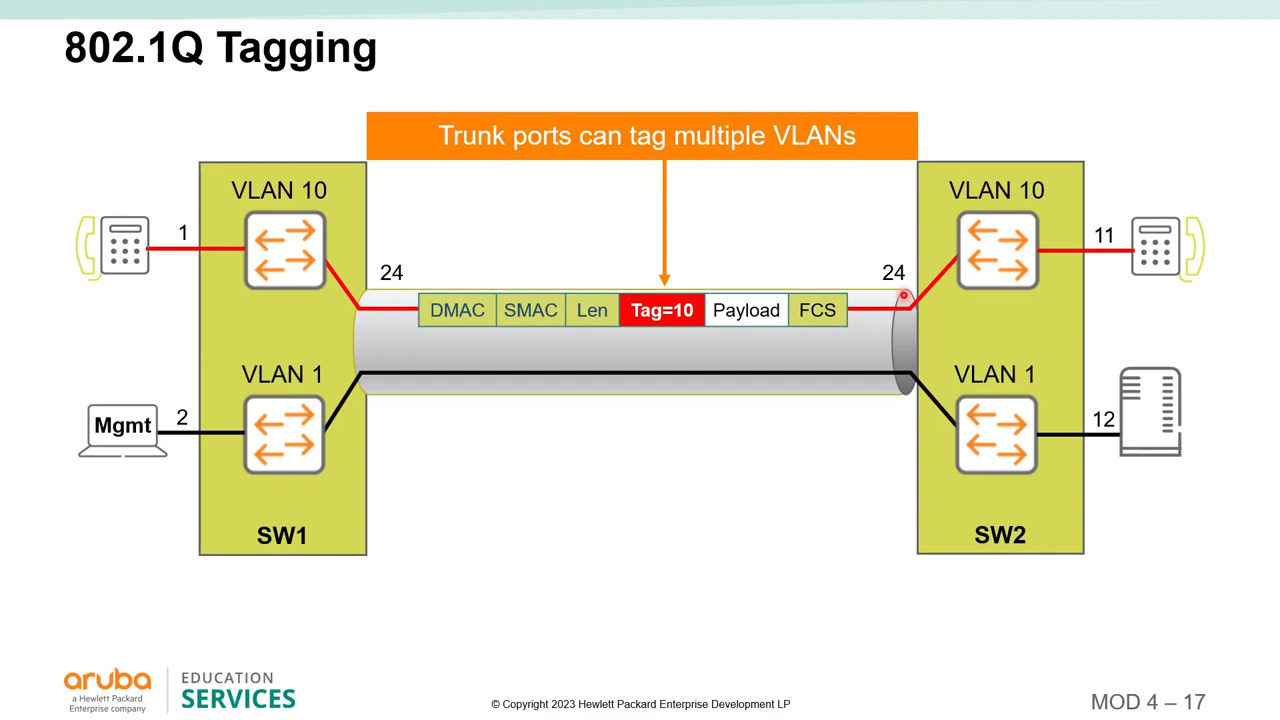 802.1Q Tagging
Trunk ports can tag multiple VLANs
VLAN 10
VLAN 10
1
11
24
24
DMAC SMAC Len Tag=10 Payload FCS
VLAN 1
VLAN 1
Mgmt
2
12
SW1
SW2
aruba
a Hewlett Packard
Enterprise company
EDUCATION
SERVICES
© Copyright 2023 Hewlett Packard Enterprise Development LP
MOD 4 – 17